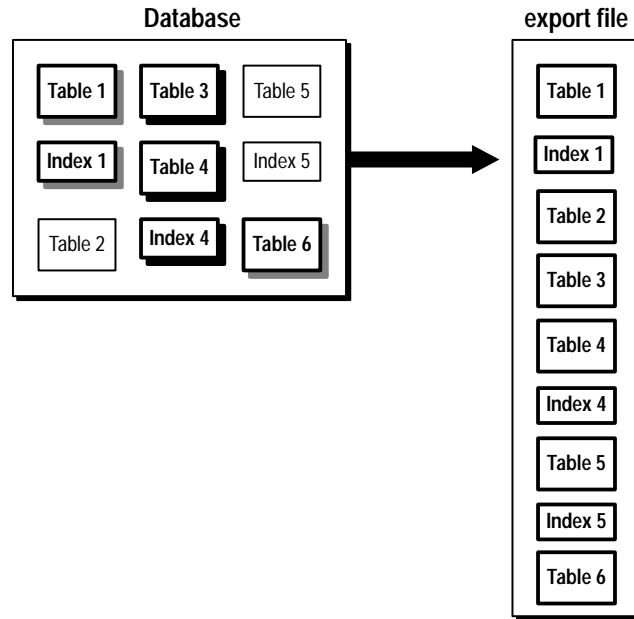 Database
export file
Table 1
Table 3
Table 5
Index 1
Table 4
Index 5
Table 2
Index 4
Table 6
Table 1
Index 1
Table 2
Table 3
Table 4
Index 4
Table 5
Index 5
Table 6